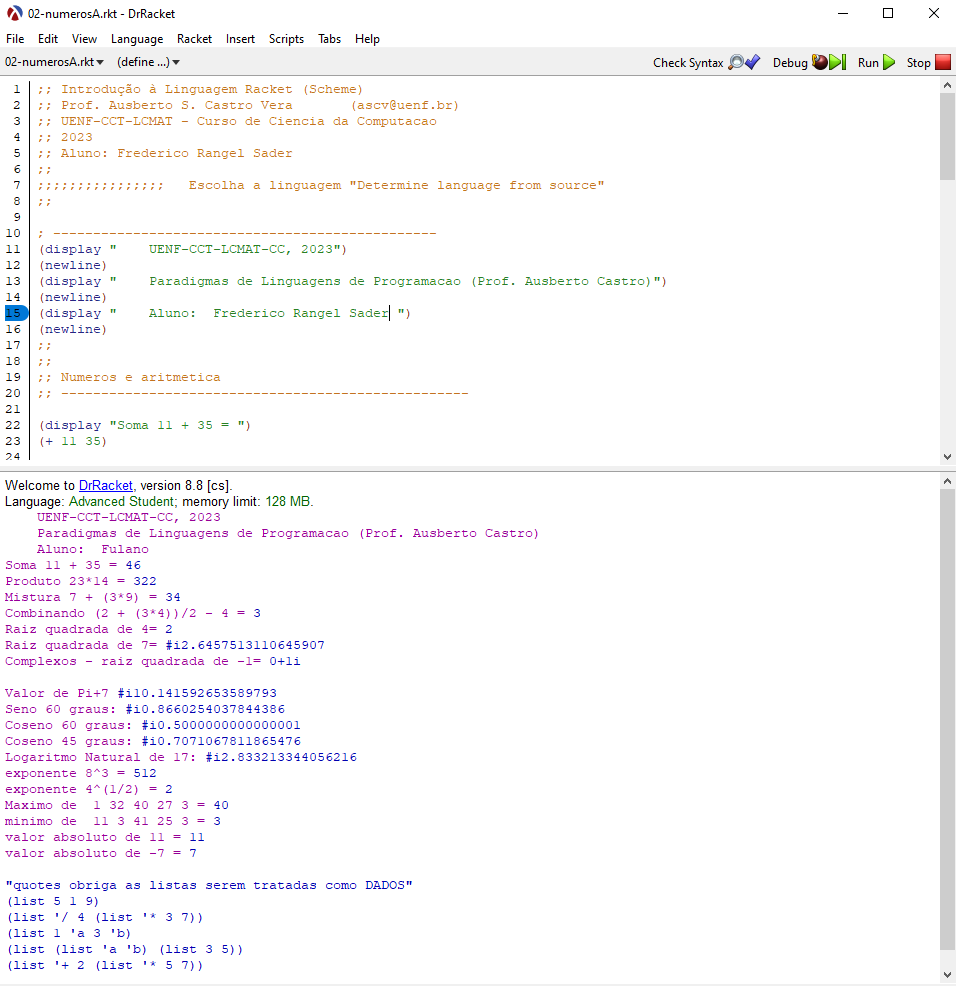 02-numerosA.rkt - DrRacket
File Edit View Language Racket Insert Scripts Tabs Help
02-numerosA.rkt (define ...) Check Syntax Debug Run Stop
1 ;; Introdução à Linguagem Racket (Scheme)
2 ;; Prof. Ausberto S. Castro Vera (ascv@uenf.br)
3 ;; UENF-CCT-LCMAT - Curso de Ciencia da Computacao
4 ;; 2023
5 ;; Aluno: Frederico Rangel Sader
6 ;;
7 ;;;;;;;;;;;;;;;; Escolha a linguagem "Determine language from source"
8 ;;
9
10 ; ------------------------------------------------
11 (display "    UENF-CCT-LCMAT-CC, 2023")
12 (newline)
13 (display "    Paradigmas de Linguagens de Programacao (Prof. Ausberto Castro)")
14 (newline)
15 (display "    Aluno:  Frederico Rangel Sader ")
16 (newline)
17 ;;
18 ;;
19 ;; Numeros e aritmetica
20 ;; ---------------------------------------------------
21
22 (display "Soma 11 + 35 = ")
23 (+ 11 35)
24
Welcome to DrRacket, version 8.8 [cs].
Language: Advanced Student; memory limit: 128 MB.
UENF-CCT-LCMAT-CC, 2023
Paradigmas de Linguagens de Programacao (Prof. Ausberto Castro)
Aluno:  Fulano
Soma 11 + 35 = 46
Produto 23*14 = 322
Mistura 7 + (3*9) = 34
Combinando (2 + (3*4))/2 - 4 = 3
Raiz quadrada de 4= 2
Raiz quadrada de 7= #i2.6457513110645907
Complexos - raiz quadrada de -1= 0+1i
Valor de Pi+7 #i10.141592653589793
Seno 60 graus: #i0.8660254037844386
Coseno 60 graus: #i0.5000000000000001
Coseno 45 graus: #i0.7071067811865476
Logaritmo Natural de 17: #i2.833213344056216
exponente 8^3 = 512
exponente 4^(1/2) = 2
Maximo de  1 32 40 27 3 = 40
minimo de  11 3 41 25 3 = 3
valor absoluto de 11 = 11
valor absoluto de -7 = 7
"quotes obriga as listas serem tratadas como DADOS"
(list 5 1 9)
(list '/ 4 (list '* 3 7))
(list 1 'a 3 'b)
(list (list 'a 'b) (list 3 5))
(list '+ 2 (list '* 5 7))